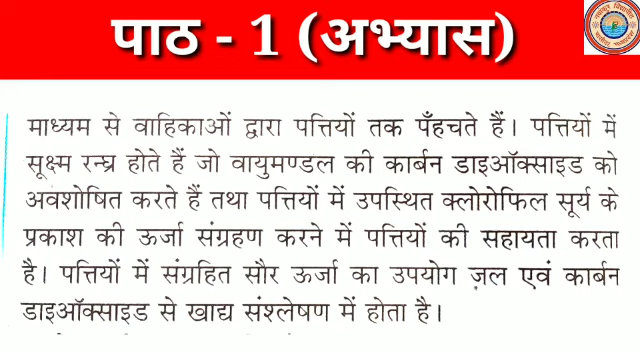 पाठ - 1 (अभ्यास)
माध्यम से वाहिकाओं द्वारा पत्तियों तक पँहचते हैं। पत्तियों में
सूक्ष्म रन्ध्र होते हैं जो वायुमण्डल की कार्बन डाइऑक्साइड को
अवशोषित करते हैं तथा पत्तियों में उपस्थित क्लोरोफिल सूर्य के
प्रकाश की ऊर्जा संग्रहण करने में पत्तियों की सहायता करता
है। पत्तियों में संग्रहित सौर ऊर्जा का उपयोग ज़ल एवं कार्बन
डाइऑक्साइड से खाद्य संश्लेषण में होता है।